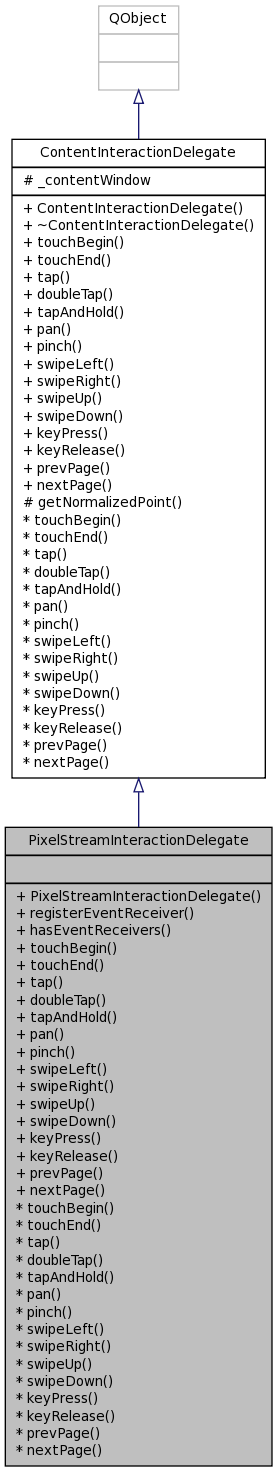 QObject
ContentInteractionDelegate
# _contentWindow
+ ContentInteractionDelegate()
+ ~ContentInteractionDelegate()
+ touchBegin()
+ touchEnd()
+ tap()
+ doubleTap()
+ tapAndHold()
+ pan()
+ pinch()
+ swipeLeft()
+ swipeRight()
+ swipeUp()
+ swipeDown()
+ keyPress()
+ keyRelease()
+ prevPage()
+ nextPage()
# getNormalizedPoint()
* touchBegin()
* touchEnd()
* tap()
* doubleTap()
* tapAndHold()
* pan()
* pinch()
* swipeLeft()
* swipeRight()
* swipeUp()
* swipeDown()
* keyPress()
* keyRelease()
* prevPage()
* nextPage()
PixelStreamInteractionDelegate
+ PixelStreamInteractionDelegate()
+ registerEventReceiver()
+ hasEventReceivers()
+ touchBegin()
+ touchEnd()
+ tap()
+ doubleTap()
+ tapAndHold()
+ pan()
+ pinch()
+ swipeLeft()
+ swipeRight()
+ swipeUp()
+ swipeDown()
+ keyPress()
+ keyRelease()
+ prevPage()
+ nextPage()
* touchBegin()
* touchEnd()
* tap()
* doubleTap()
* tapAndHold()
* pan()
* pinch()
* swipeLeft()
* swipeRight()
* swipeUp()
* swipeDown()
* keyPress()
* keyRelease()
* prevPage()
* nextPage()